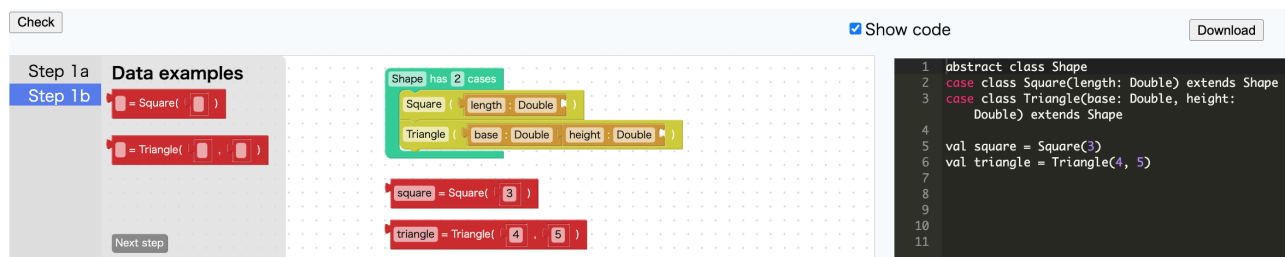 Check
Show code
Download
Step 1a
Step 1b
Data examples
= Square( )
= Triangle( , )
Next step
Shape has 2 cases
Square ( length : Double )
Triangle ( base : Double height : Double )
square = Square( 3 )
triangle = Triangle( 4 , 5 )
1 abstract class Shape
2 case class Square(length: Double) extends Shape
3 case class Triangle(base: Double, height:
Double) extends Shape
4
5 val square = Square(3)
6 val triangle = Triangle(4, 5)
7
8
9
10
11